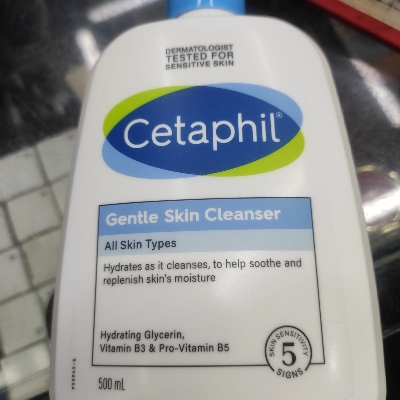 DERMATOLOGIST
TESTED FOR
SENSITIVE SKIN
Cetaphil®
Gentle Skin Cleanser
All Skin Types
Hydrates as it cleanses, to help soothe and
replenish skin's moisture
Hydrating Glycerin,
Vitamin B3 & Pro-Vitamin B5
SKIN SENSITIVITY
5
SIGNS
500 mL